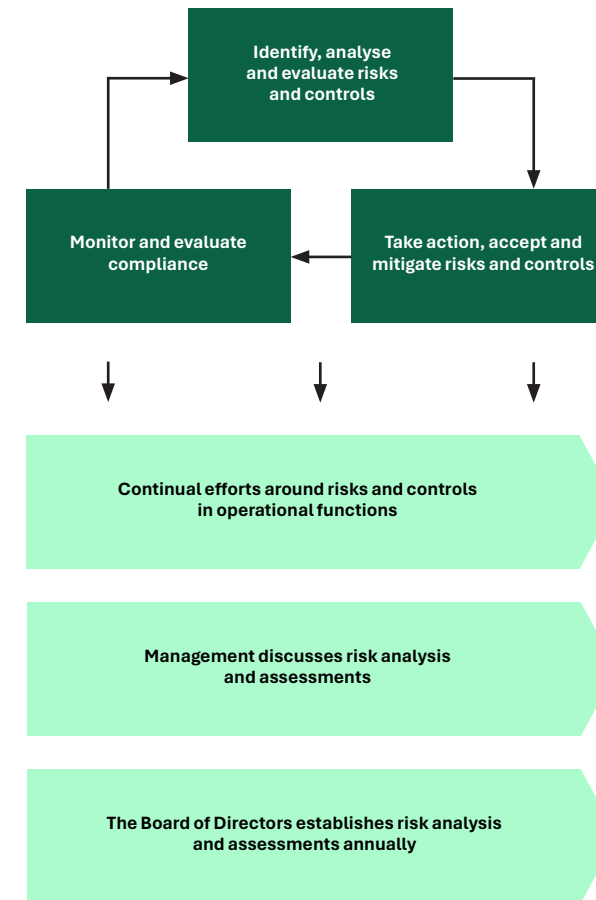 Identify, analyse
and evaluate risks
and controls
Monitor and evaluate
compliance
Take action, accept and
mitigate risks and controls
Continual efforts around risks and controls
in operational functions
Management discusses risk analysis
and assessments
The Board of Directors establishes risk analysis
and assessments annually